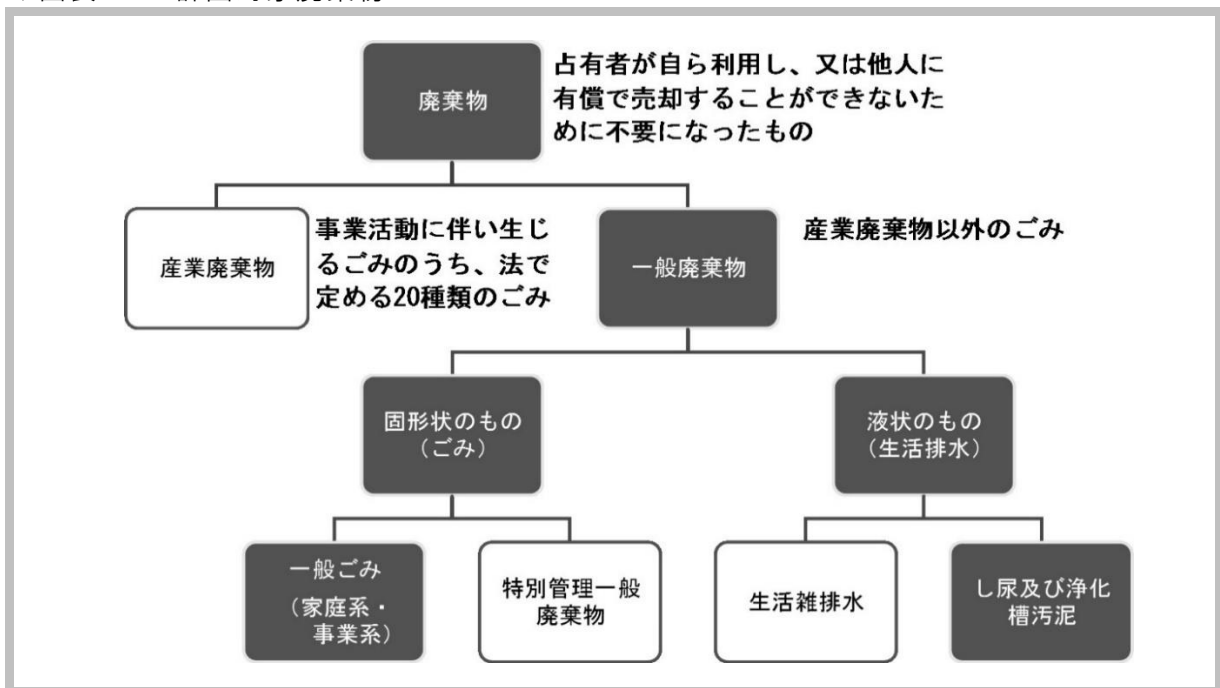 廃棄物
占有者が自ら利用し、又は他人に
有償で売却することができないた
めに不要になったもの
産業廃棄物
事業活動に伴い生じ
るごみのうち、法で
定める20種類のごみ
一般廃棄物
産業廃棄物以外のごみ
固形状のもの
（ごみ）
液状のもの
（生活排水）
一般ごみ
（家庭系・
事業系）
特別管理一般
廃棄物
生活雑排水
し尿及び浄化
槽汚泥